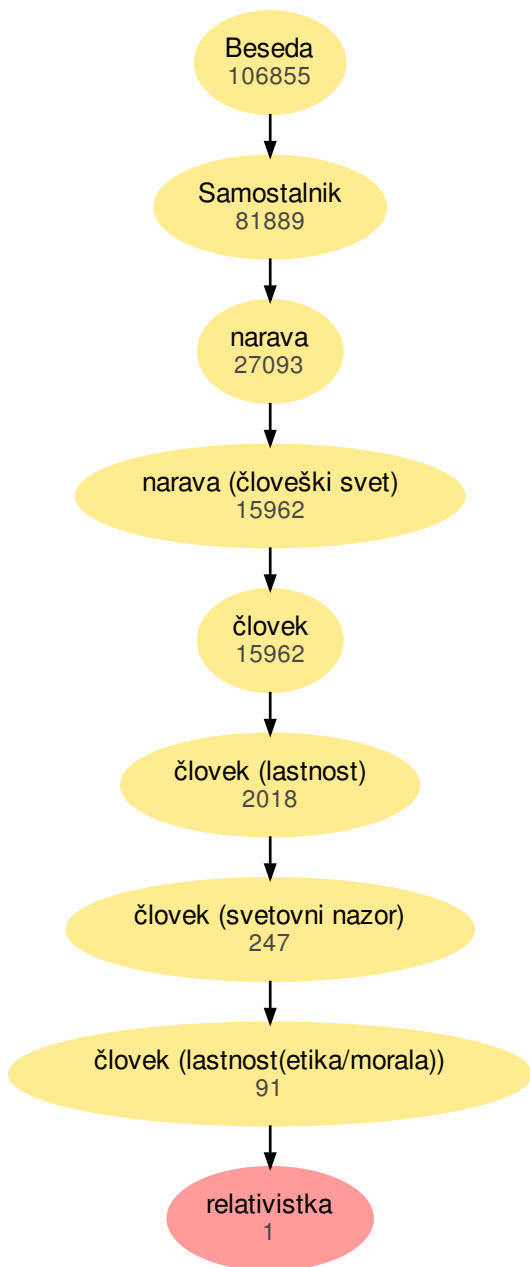 Beseda
106855
Samostalnik
81889
narava
27093
narava (človeški svet)
15962
človek
15962
človek (lastnost)
2018
človek (svetovni nazor)
247
človek (lastnost(etika/morala))
91
relativistka
1